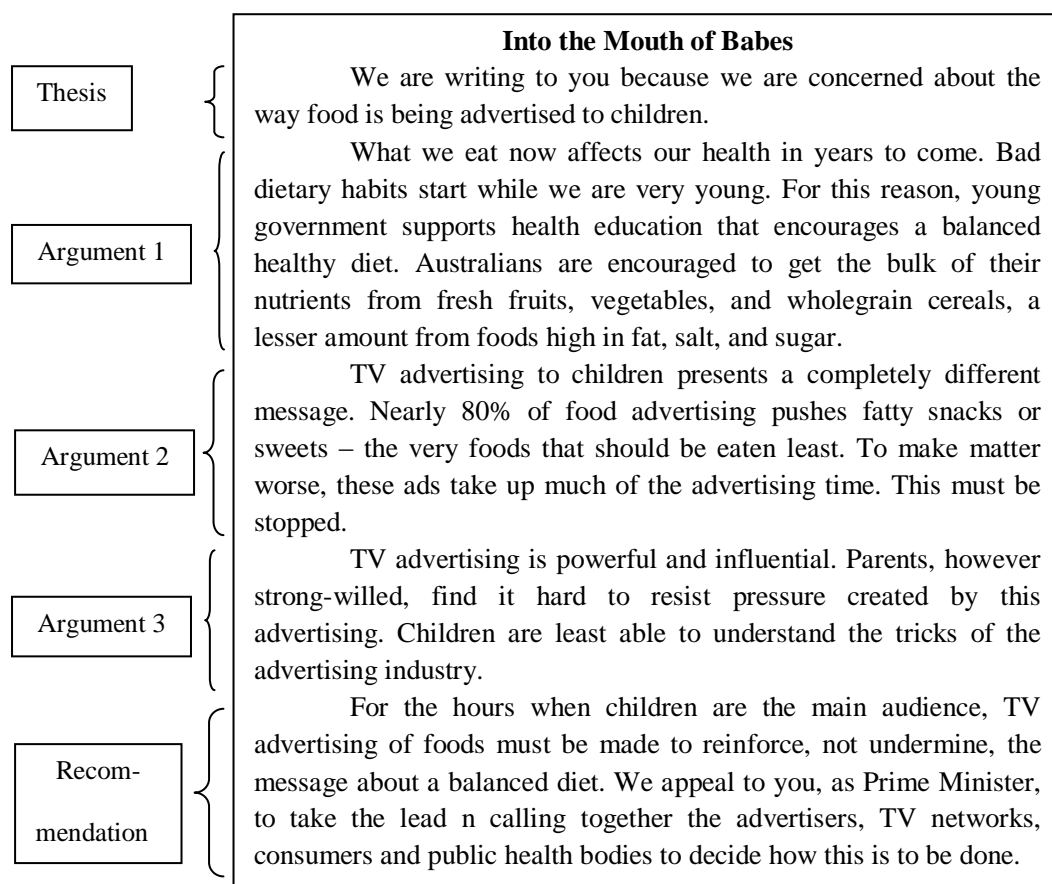 Into the Mouth of Babes
Thesis
We are writing to you because we are concerned about the
way food is being advertised to children.
Argument 1
What we eat now affects our health in years to come. Bad
dietary habits start while we are very young. For this reason, young
government supports health education that encourages a balanced
healthy diet. Australians are encouraged to get the bulk of their
nutrients from fresh fruits, vegetables, and wholegrain cereals, a
lesser amount from foods high in fat, salt, and sugar.
Argument 2
TV advertising to children presents a completely different
message. Nearly 80% of food advertising pushes fatty snacks or
sweets – the very foods that should be eaten least. To make matter
worse, these ads take up much of the advertising time. This must be
stopped.
Argument 3
TV advertising is powerful and influential. Parents, however
strong-willed, find it hard to resist pressure created by this
advertising. Children are least able to understand the tricks of the
advertising industry.
Recom-
mendation
For the hours when children are the main audience, TV
advertising of foods must be made to reinforce, not undermine, the
message about a balanced diet. We appeal to you, as Prime Minister,
to take the lead n calling together the advertisers, TV networks,
consumers and public health bodies to decide how this is to be done.